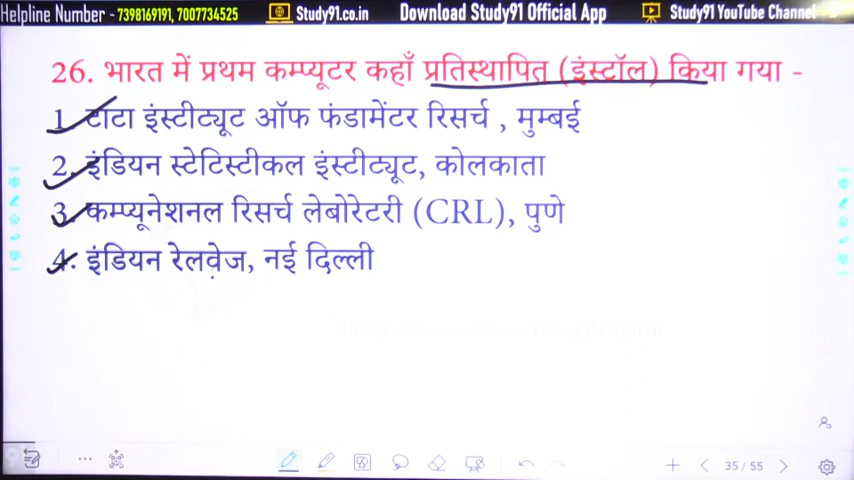 Helpline Number - 7398169191, 7007734525 Study91.co.in Download Study91 Official App Study91 YouTube Channel
26. भारत में प्रथम कम्प्यूटर कहाँ प्रतिस्थापित (इंस्टॉल) किया गया -
1. टाटा इंस्टीट्यूट ऑफ फंडामेंटर रिसर्च , मुम्बई
2. इंडियन स्टेटिस्टीकल इंस्टीट्यूट, कोलकाता
3. कम्प्यूनेशनल रिसर्च लेबोरेटरी (CRL), पुणे
4. इंडियन रेलवेज, नई दिल्ली
35 / 55